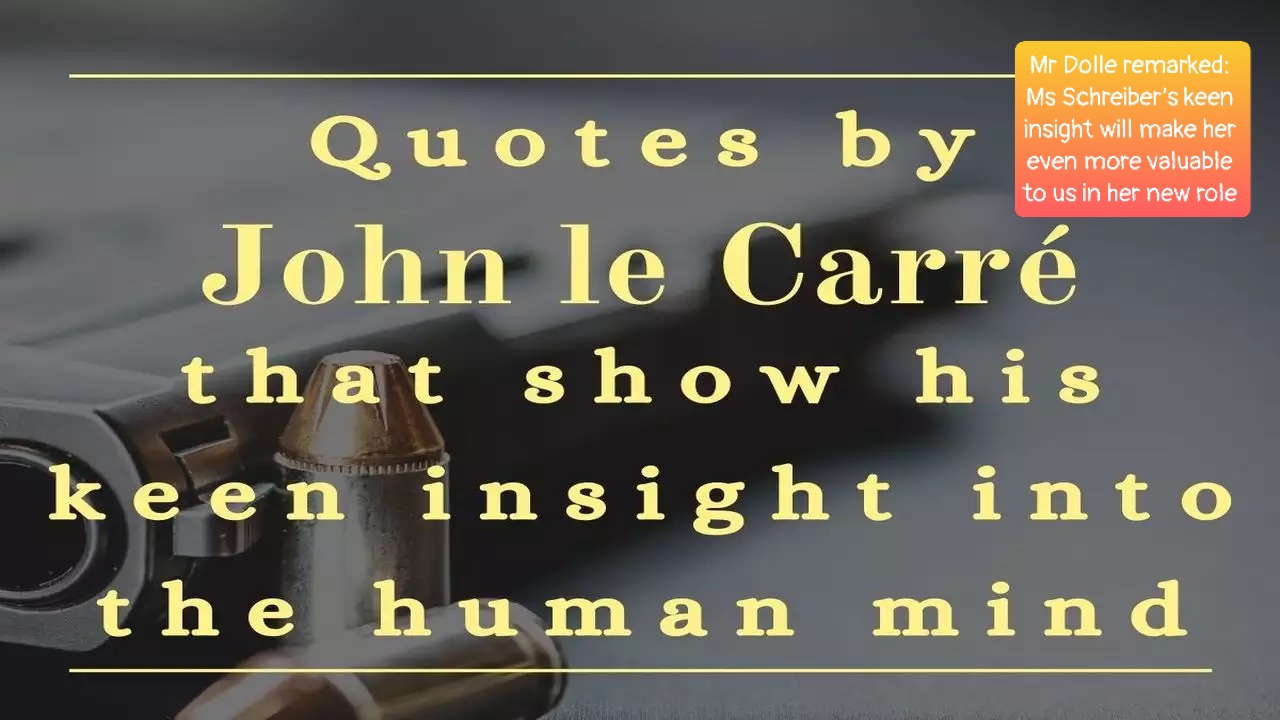 Mr Dolle remarked:
Ms Schreiber's keen
insight will make her
even more valuable
to us in her new role
Quotes by
John le Carré
that show his
keen insight into
the human mind